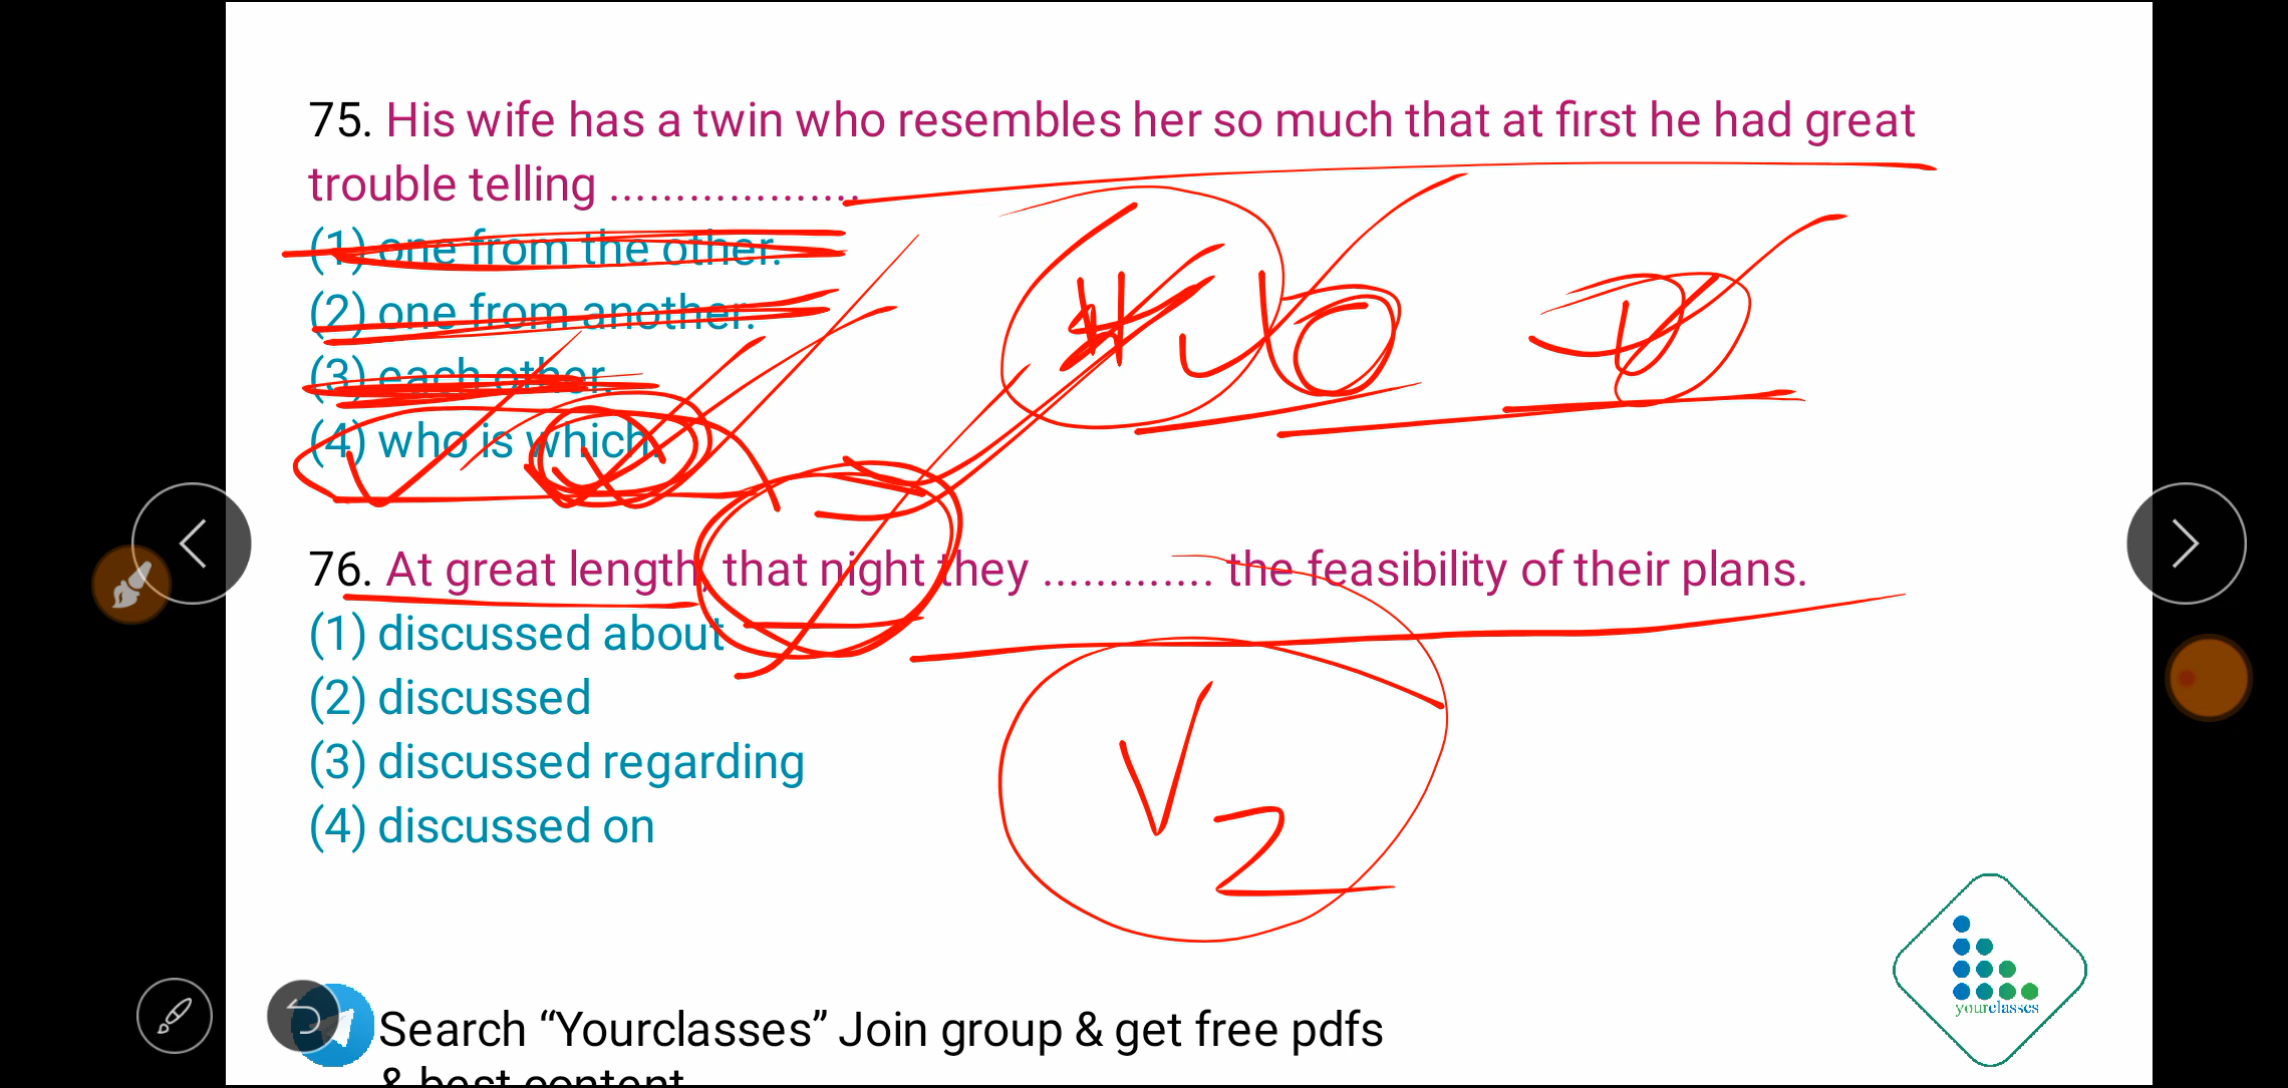 75. His wife has a twin who resembles her so much that at first he had great
trouble telling ...................
(1) one from the other.
(2) one from another.
(3) each other.
(4) who is which.
76. At great length, that night they ............. the feasibility of their plans.
(1) discussed about
(2) discussed
(3) discussed regarding
(4) discussed on
V2
yourclasses
Search “Yourclasses” Join group & get free pdfs
& best content